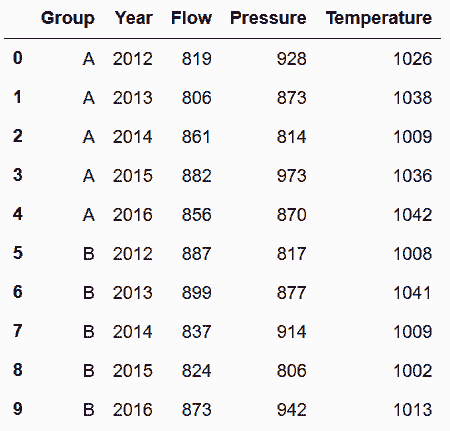 Group Year Flow Pressure Temperature
0 A 2012 819 928 1026
1 A 2013 806 873 1038
2 A 2014 861 814 1009
3 A 2015 882 973 1036
4 A 2016 856 870 1042
5 B 2012 887 817 1008
6 B 2013 899 877 1041
7 B 2014 837 914 1009
8 B 2015 824 806 1002
9 B 2016 873 942 1013